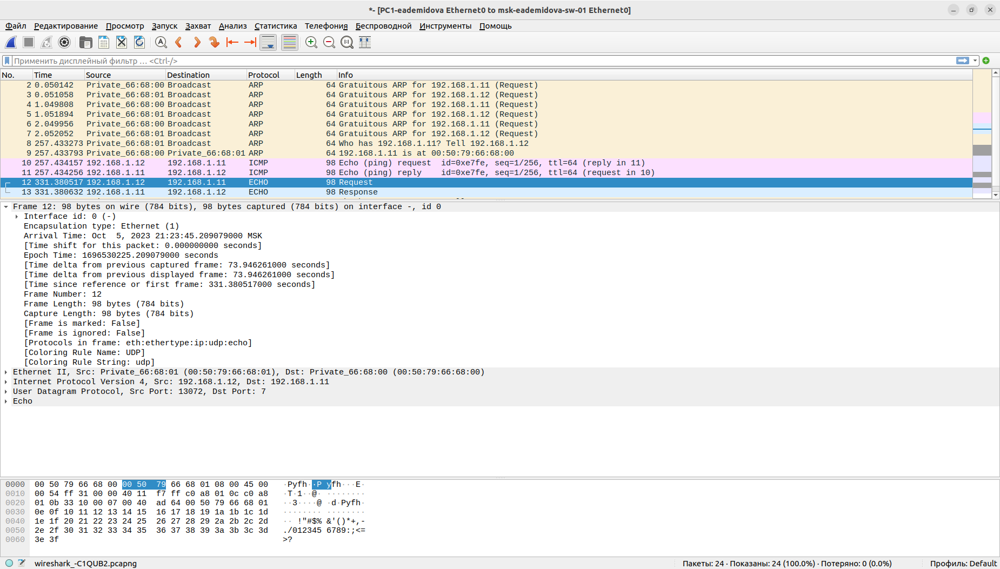 *- [PC1-eademidova Ethernet0 to msk-eademidova-sw-01 Ethernet0]
Файл Редактирование Просмотр Запуск Захват Анализ Статистика Телефония Беспроводной Инструменты Помощь
Применить дисплейный фильтр … <Ctrl-/>
No. Time Source Destination Protocol Length Info
2 0.050142 Private_66:68:00 Broadcast ARP 64 Gratuitous ARP for 192.168.1.11 (Request)
3 0.051058 Private_66:68:01 Broadcast ARP 64 Gratuitous ARP for 192.168.1.12 (Request)
4 1.049808 Private_66:68:00 Broadcast ARP 64 Gratuitous ARP for 192.168.1.11 (Request)
5 1.051894 Private_66:68:01 Broadcast ARP 64 Gratuitous ARP for 192.168.1.12 (Request)
6 2.049956 Private_66:68:00 Broadcast ARP 64 Gratuitous ARP for 192.168.1.11 (Request)
7 2.052052 Private_66:68:01 Broadcast ARP 64 Gratuitous ARP for 192.168.1.12 (Request)
8 257.433273 Private_66:68:01 Broadcast ARP 64 Who has 192.168.1.11? Tell 192.168.1.12
9 257.433793 Private_66:68:00 Private_66:68:01 ARP 64 192.168.1.11 is at 00:50:79:66:68:00
10 257.434157 192.168.1.12 192.168.1.11 ICMP 98 Echo (ping) request id=0xe7fe, seq=1/256, ttl=64 (reply in 11)
11 257.434256 192.168.1.11 192.168.1.12 ICMP 98 Echo (ping) reply id=0xe7fe, seq=1/256, ttl=64 (request in 10)
12 331.380517 192.168.1.12 192.168.1.11 ECHO 98 Request
13 331.380632 192.168.1.11 192.168.1.12 ECHO 98 Response
Frame 12: 98 bytes on wire (784 bits), 98 bytes captured (784 bits) on interface -, id 0
Interface id: 0 (-)
Encapsulation type: Ethernet (1)
Arrival Time: Oct  5, 2023 21:23:45.209079000 MSK
[Time shift for this packet: 0.000000000 seconds]
Epoch Time: 1696530225.209079000 seconds
[Time delta from previous captured frame: 73.946261000 seconds]
[Time delta from previous displayed frame: 73.946261000 seconds]
[Time since reference or first frame: 331.380517000 seconds]
Frame Number: 12
Frame Length: 98 bytes (784 bits)
Capture Length: 98 bytes (784 bits)
[Frame is marked: False]
[Frame is ignored: False]
[Protocols in frame: eth:ethertype:ip:udp:echo]
[Coloring Rule Name: UDP]
[Coloring Rule String: udp]
Ethernet II, Src: Private_66:68:01 (00:50:79:66:68:01), Dst: Private_66:68:00 (00:50:79:66:68:00)
Internet Protocol Version 4, Src: 192.168.1.12, Dst: 192.168.1.11
User Datagram Protocol, Src Port: 13072, Dst Port: 7
Echo
0000 00 50 79 66 68 00 00 50 79 66 68 01 08 00 45 00 ·Pyfh··P yfh···E·
0010 00 54 ff 31 00 00 40 11 f7 ff c0 a8 01 0c c0 a8 ·T·1··@· ········
0020 01 0b 33 10 00 07 00 40 ad 64 00 50 79 66 68 01 ··3····@ ·d·Pyfh·
0030 0e 0f 10 11 12 13 14 15 16 17 18 19 1a 1b 1c 1d ········ ········
0040 1e 1f 20 21 22 23 24 25 26 27 28 29 2a 2b 2c 2d ·· !"#$% &'()*+,-
0050 2e 2f 30 31 32 33 34 35 36 37 38 39 3a 3b 3c 3d ./012345 6789:;<=
0060 3e 3f >?
wireshark_-C1QUB2.pcapng Пакеты: 24 · Показаны: 24 (100.0%) · Потеряно: 0 (0.0%) Профиль: Default